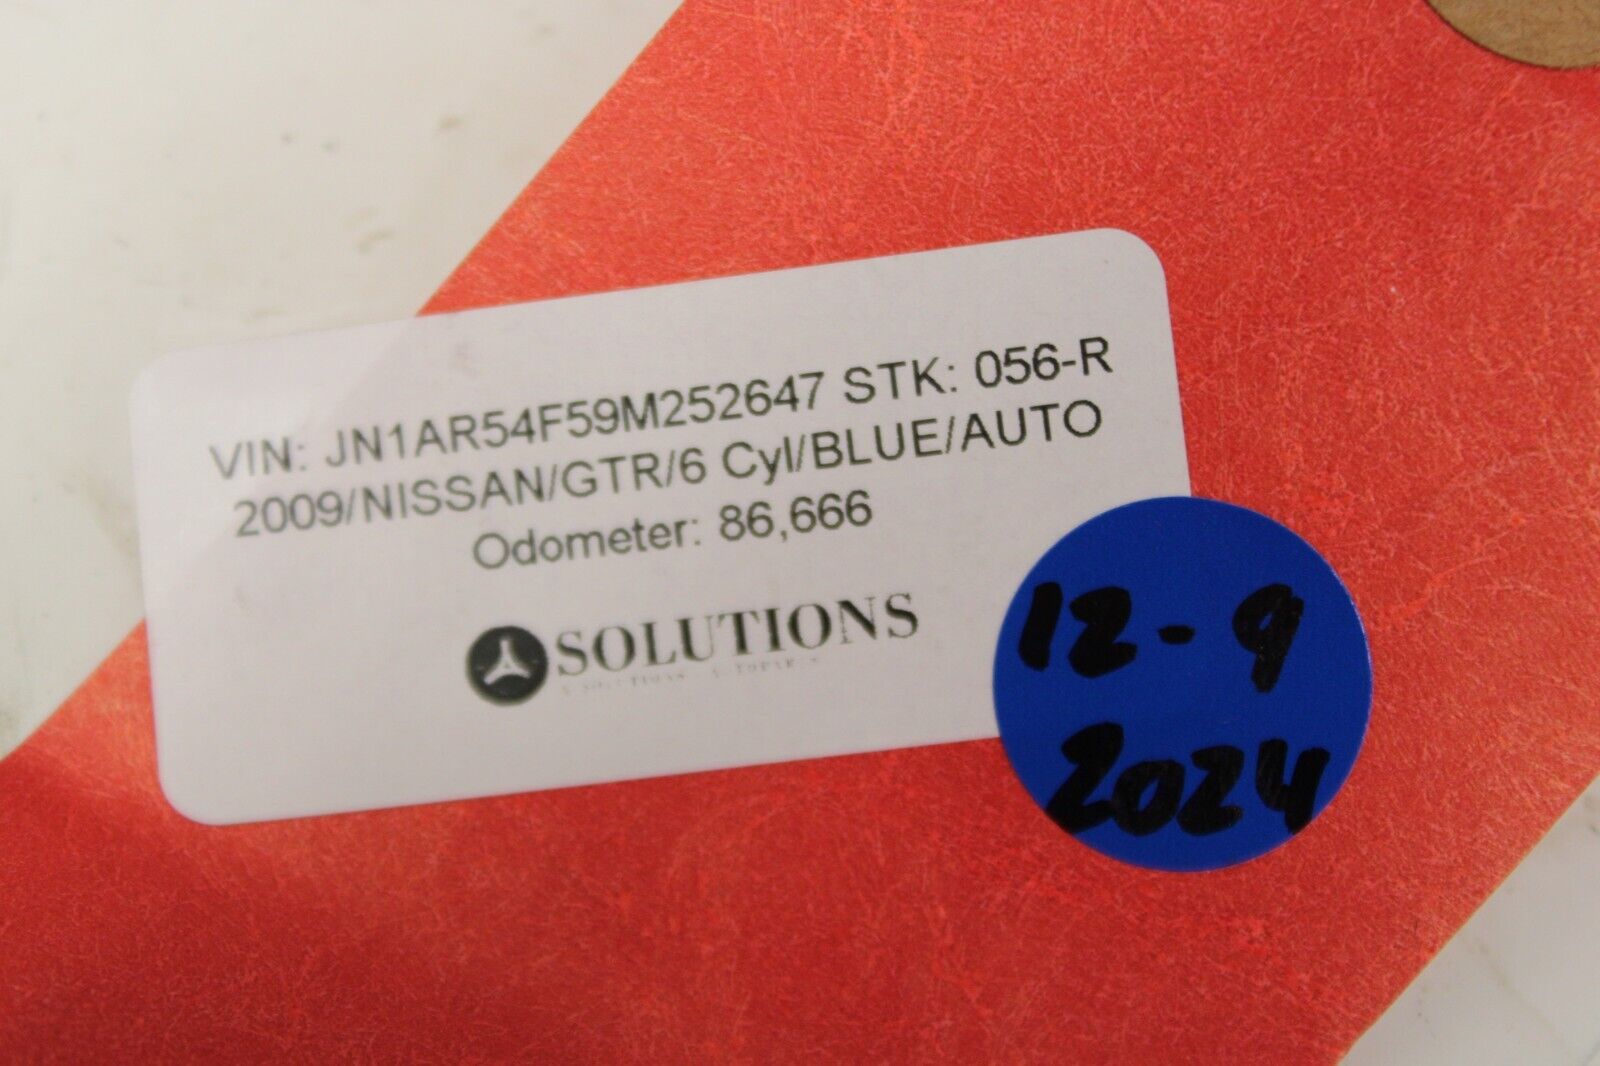 VIN: JN1AR54F59M252647 STK: 056-R
2009/NISSAN/GTR/6 Cyl/BLUE/AUTO
Odometer: 86,666
SOLUTIONS
12-9
2024